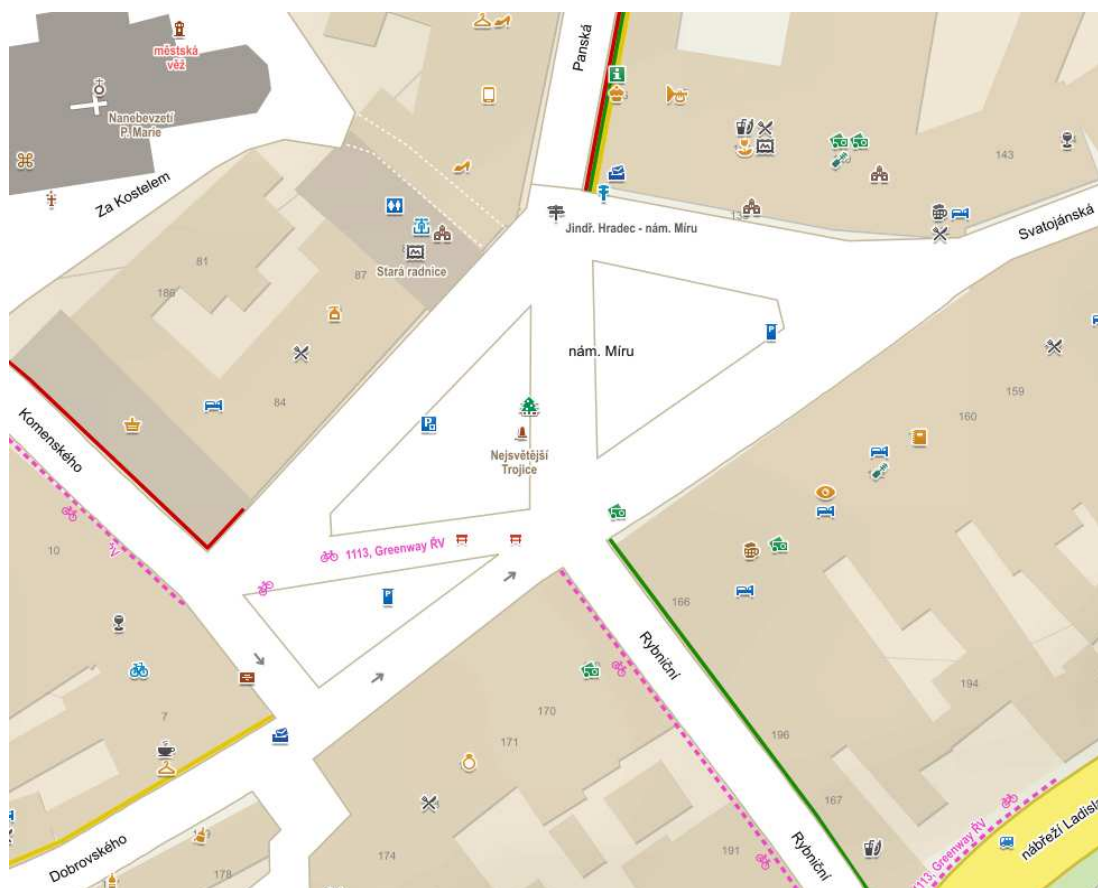 městská
věž
Nanebevzetí
P. Marie
Za Kostelem
Panská
143
Jindř. Hradec - nám. Míru
Svatojánská
81
186
87
Stará radnice
84
nám. Míru
159
160
Komenského
Nejsvětější
Trojice
10
1113, Greenway ŘV
166
Rybniční
194
7
170
171
196
167
174
191
Rybniční
Dobrovského
178
1113, Greenway ŘV
nábřeží Ladisla